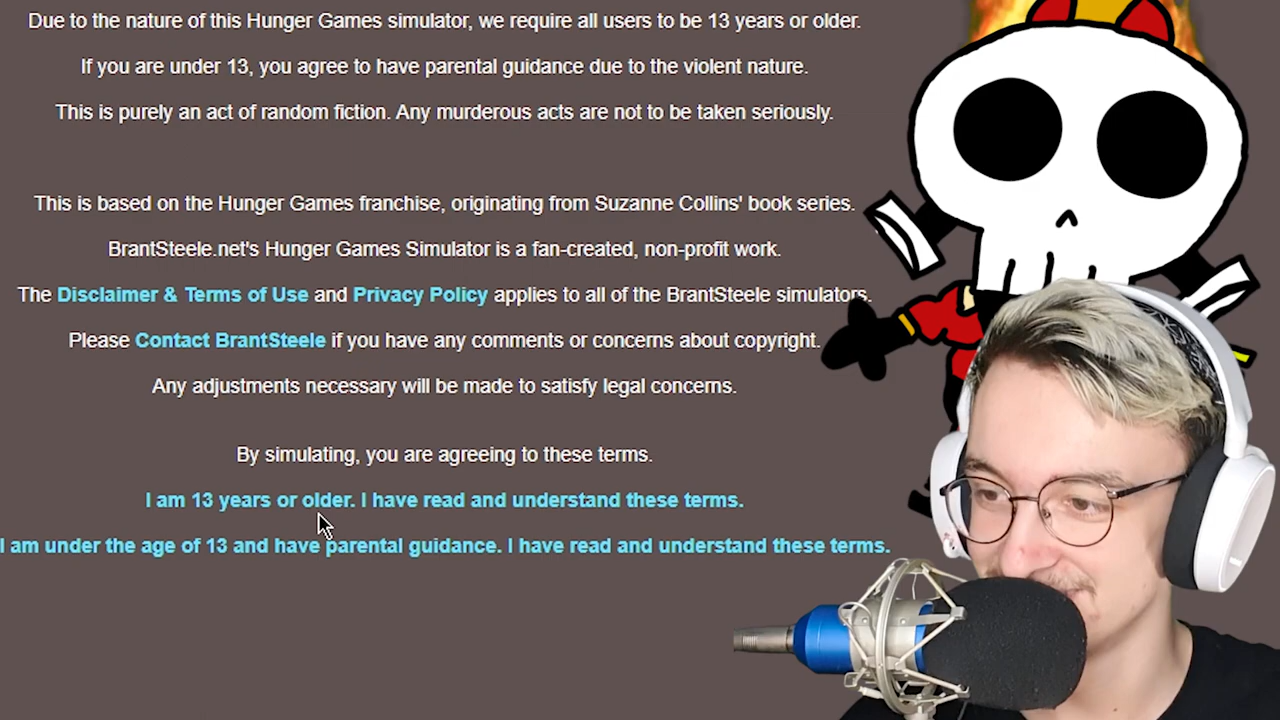 Due to the nature of this Hunger Games simulator, we require all users to be 13 years or older.
If you are under 13, you agree to have parental guidance due to the violent nature.
This is purely an act of random fiction. Any murderous acts are not to be taken seriously.
This is based on the Hunger Games franchise, originating from Suzanne Collins' book series.
BrantSteele.net's Hunger Games Simulator is a fan-created, non-profit work.
The Disclaimer & Terms of Use and Privacy Policy applies to all of the BrantSteele simulators.
Please Contact BrantSteele if you have any comments or concerns about copyright.
Any adjustments necessary will be made to satisfy legal concerns.
By simulating, you are agreeing to these terms.
I am 13 years or older. I have read and understand these terms.
I am under the age of 13 and have parental guidance. I have read and understand these terms.